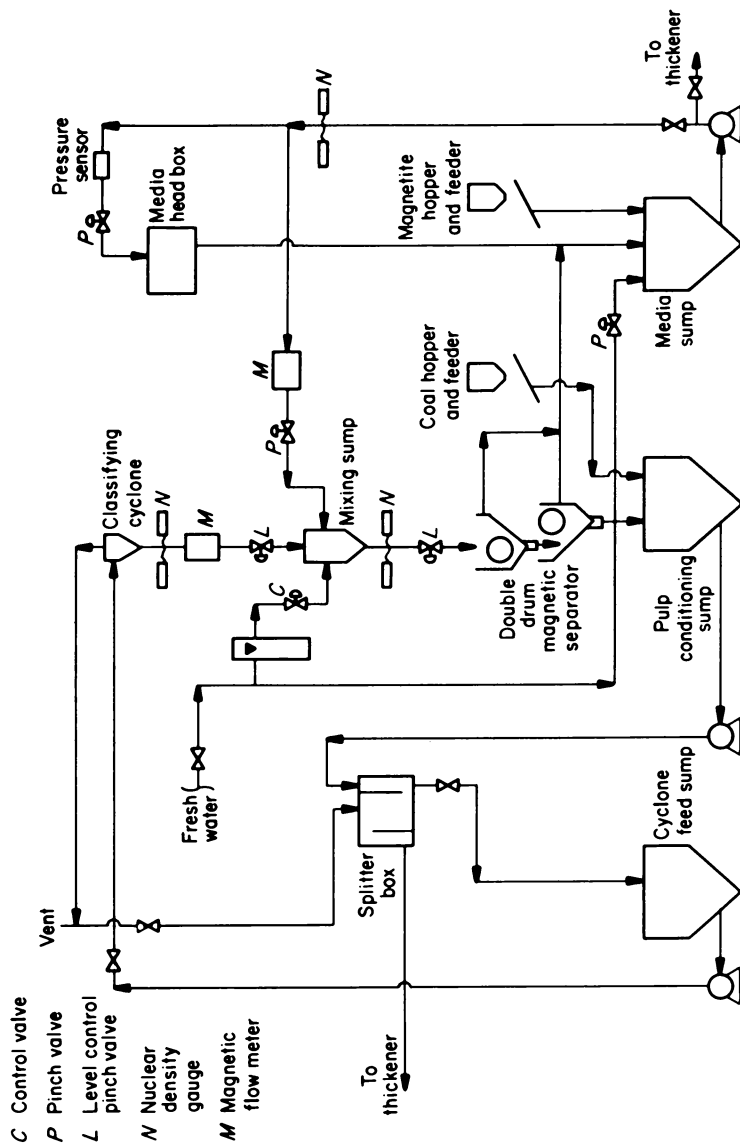 C Control valve
P Pinch valve
L Level control
pinch valve
N Nuclear
density
gauge
M Magnetic
flow meter
Vent
Classifying
cyclone
N
M
L
C
Mixing sump
N
L
P
M
Pressure
sensor
P
Media
head box
N
Fresh
water
Splitter
box
To
thickener
Double
drum
magnetic
separator
Coal hopper
and feeder
Magnetite
hopper
and feeder
P
To
thickener
Cyclone
feed sump
Pulp
conditioning
sump
Media
sump